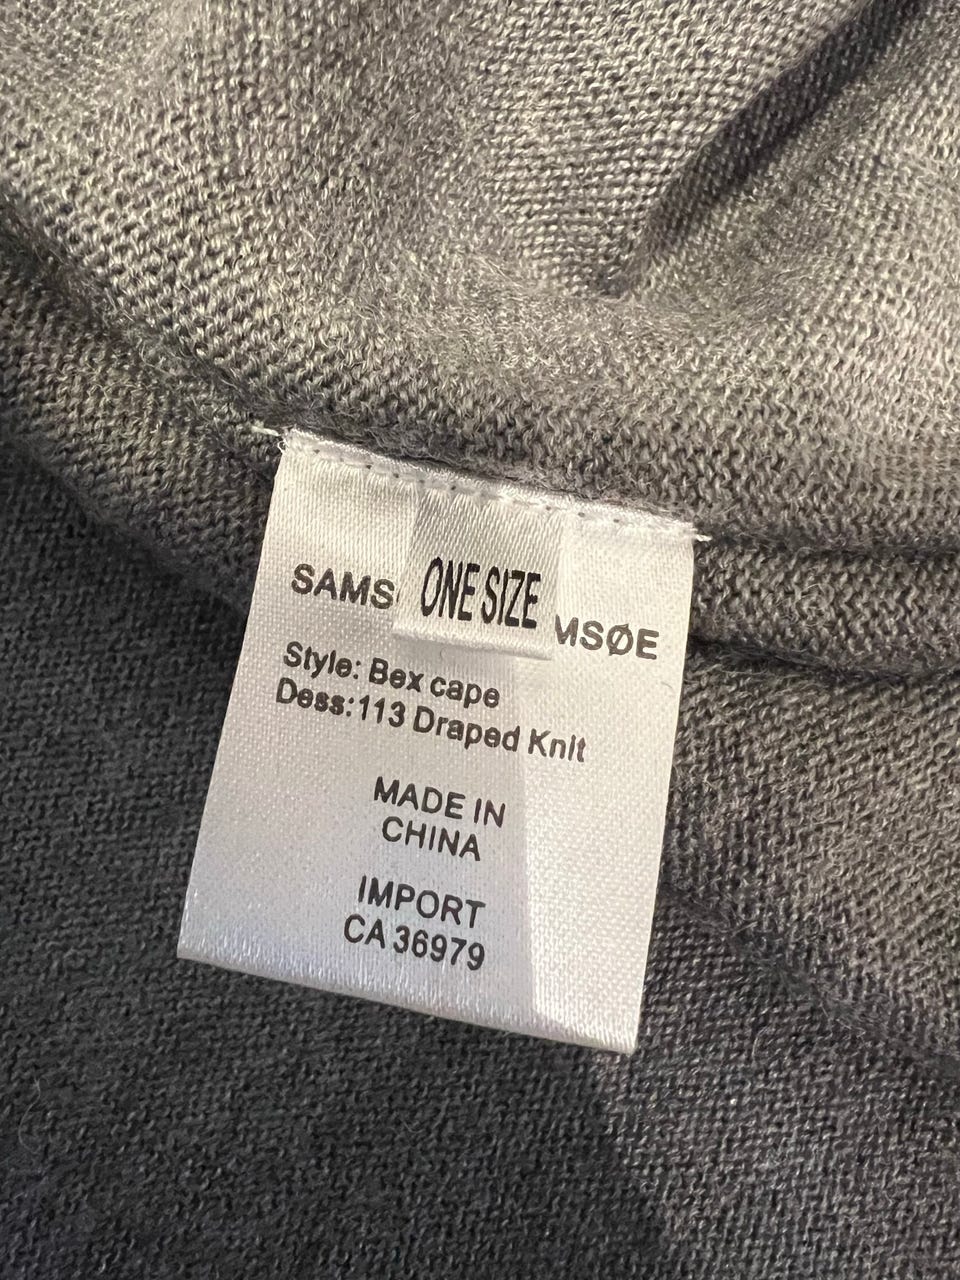 ONE SIZE
SAMS MSØE
Style: Bex cape
Dess:113 Draped Knit
MADE IN
CHINA
IMPORT
CA 36979